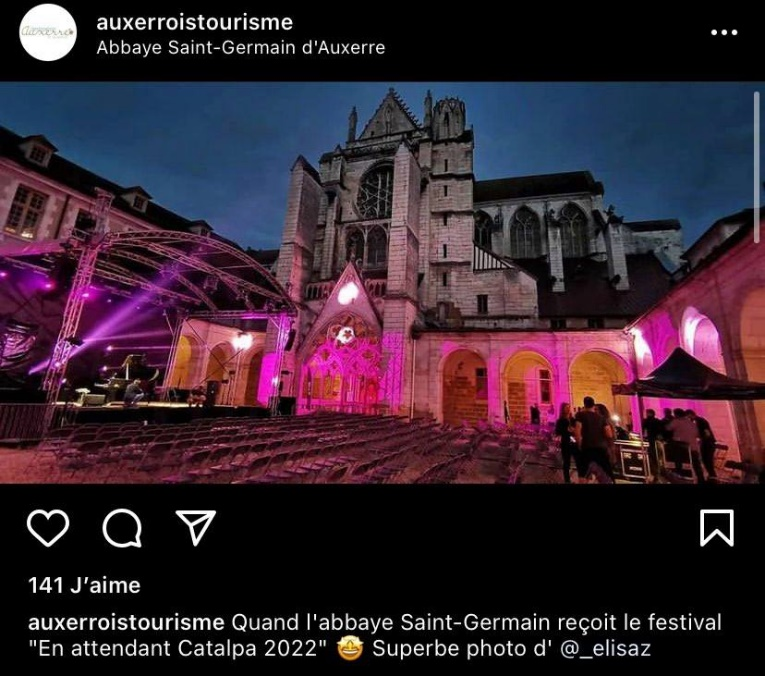 auxerroistourisme
Abbaye Saint-Germain d'Auxerre
141 J’aime
auxerroistourisme Quand l'abbaye Saint-Germain reçoit le festival
"En attendant Catalpa 2022" 🤩 Superbe photo d' @_elisaz